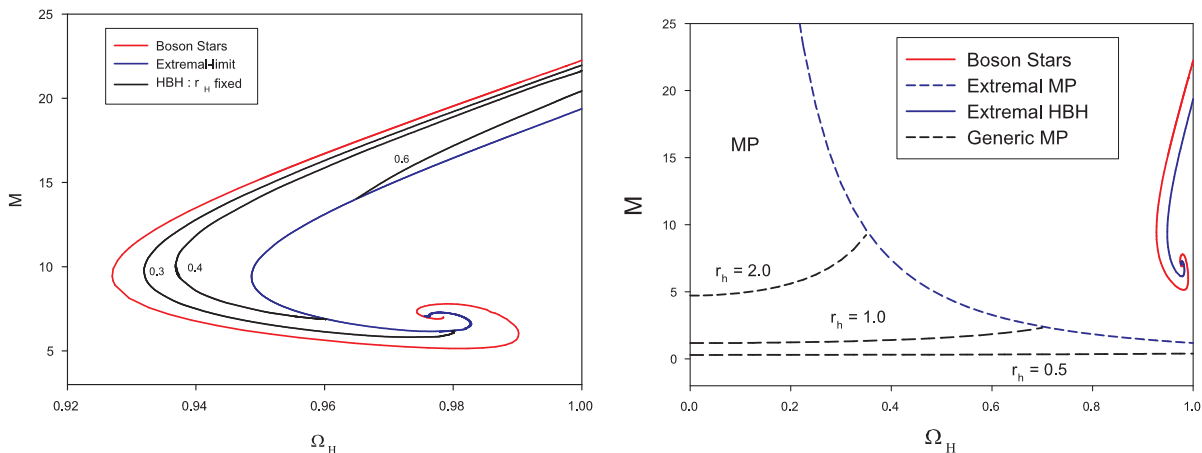 25
20
15
10
5
M
Boson Stars
Extremal-limit
HBH : r H fixed
0.6
0.3
0.4
0.92
0.94
0.96
0.98
1.00
Ω H
25
20
15
10
5
0
M
Boson Stars
Extremal MP
Extremal HBH
Generic MP
MP
r h = 2.0
r h = 1.0
r h = 0.5
0.0
0.2
0.4
0.6
0.8
1.0
Ω H